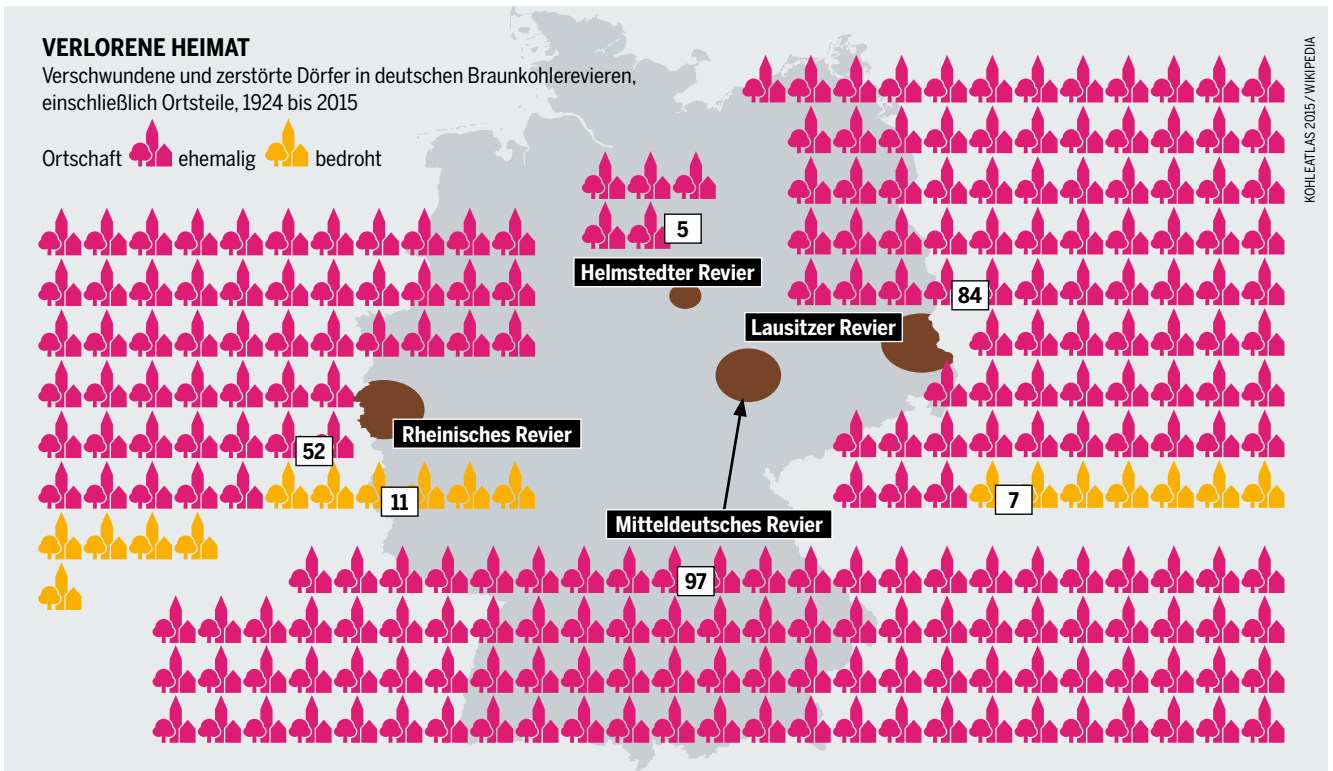 VERLORENE HEIMAT
Verschwundene und zerstörte Dörfer in deutschen Braunkohlerevieren,
einschließlich Ortsteile, 1924 bis 2015
Ortschaft ehemalig bedroht
KOHLEATLAS 2015 / WIKIPEDIA
5
Helmstedter Revier
84
Lausitzer Revier
Rheinisches Revier
52
11
7
Mitteldeutsches Revier
97